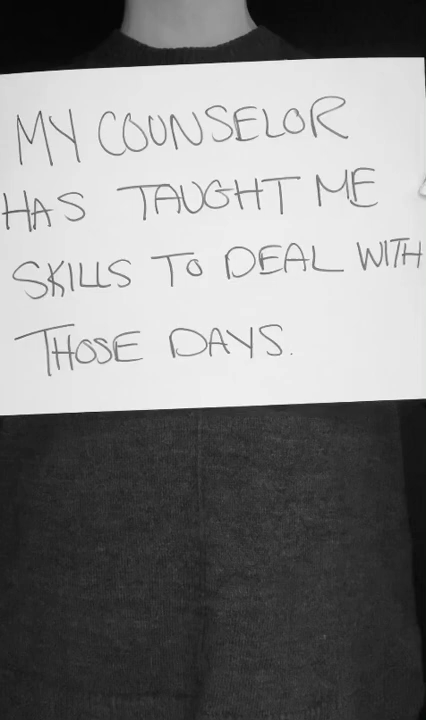 MY COUNSELOR
HAS TAUGHT ME
SKILLS TO DEAL WITH
THOSE DAYS.